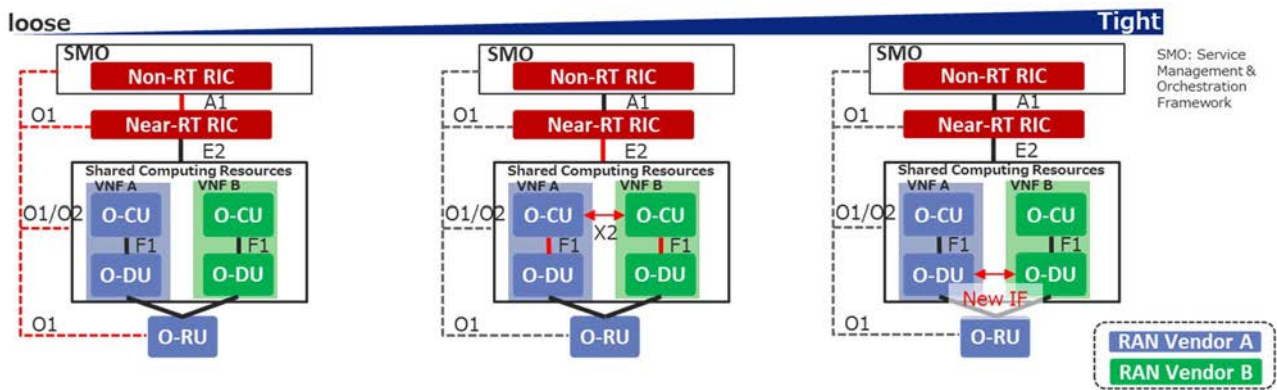 loose
Tight
SMO
Non-RT RIC
A1
O1
Near-RT RIC
E2
Shared Computing Resources
VNF A
VNF B
O1/O2
O-CU
O-CU
F1
F1
O-DU
O-DU
O1
O-RU
SMO
Non-RT RIC
A1
O1
Near-RT RIC
E2
Shared Computing Resources
VNF A
VNF B
O1/O2
O-CU
O-CU
X2
F1
F1
O-DU
O-DU
O1
O-RU
SMO
Non-RT RIC
A1
O1
Near-RT RIC
E2
Shared Computing Resources
VNF A
VNF B
O1/O2
O-CU
O-CU
F1
F1
O-DU
O-DU
New IF
O1
O-RU
SMO: Service
Management &
Orchestration
Framework
RAN Vendor A
RAN Vendor B